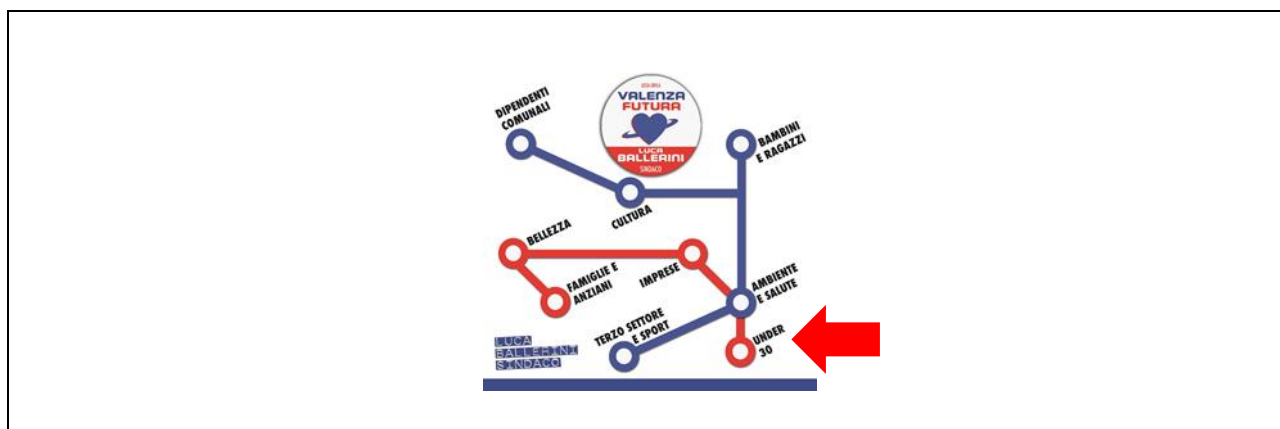 DIPENDENTI
COMUNALI
VALENZA
FUTURA
LUCA
BALLERINI
SINDACO
BAMBINI
E RAGAZZI
CULTURA
BELLEZZA
FAMIGLIE E
ANZIANI
IMPRESE
AMBIENTE
E SALUTE
TERZO SETTORE
E SPORT
UNDER
30
LUCA
BALLERINI
SINDACO